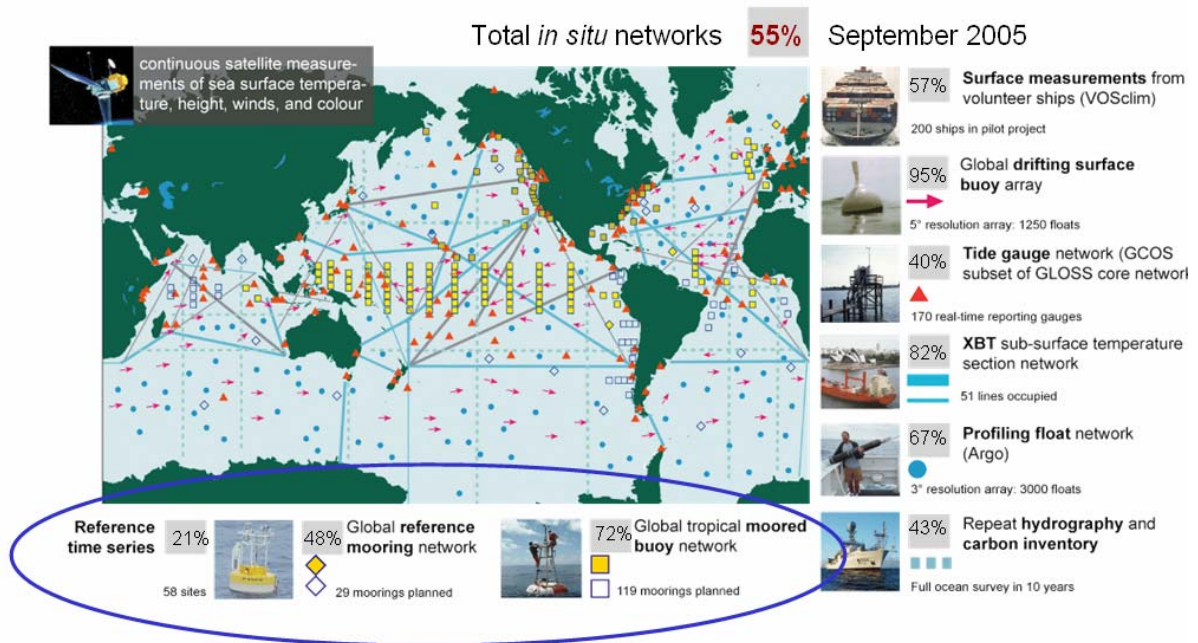 Total in situ networks 55% September 2005
continuous satellite measure-
ments of sea surface tempera-
ture, height, winds, and colour
57% Surface measurements from
volunteer ships (VOSclim)
200 ships in pilot project
95% Global drifting surface
buoy array
5° resolution array: 1250 floats
40% Tide gauge network (GCOS
subset of GLOSS core network
170 real-time reporting gauges
82% XBT sub-surface temperature
section network
51 lines occupied
67% Profiling float network
(Argo)
3° resolution array: 3000 floats
43% Repeat hydrography and
carbon inventory
Full ocean survey in 10 years
Reference
time series
21%
58 sites
48% Global reference
mooring network
29 moorings planned
72% Global tropical moored
buoy network
119 moorings planned